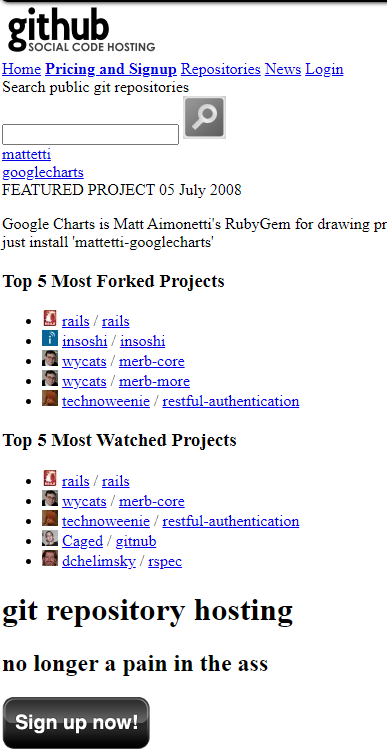 github
SOCIAL CODE HOSTING
Home Pricing and Signup Repositories News Login
Search public git repositories
mattetti
googlecharts
FEATURED PROJECT 05 July 2008
Google Charts is Matt Aimonetti's RubyGem for drawing pr
just install 'mattetti-googlecharts'
Top 5 Most Forked Projects
rails / rails
insoshi / insoshi
wycats / merb-core
wycats / merb-more
technoweenie / restful-authentication
Top 5 Most Watched Projects
rails / rails
wycats / merb-core
technoweenie / restful-authentication
Caged / gitnub
dchelimsky / rspec
git repository hosting
no longer a pain in the ass
Sign up now!